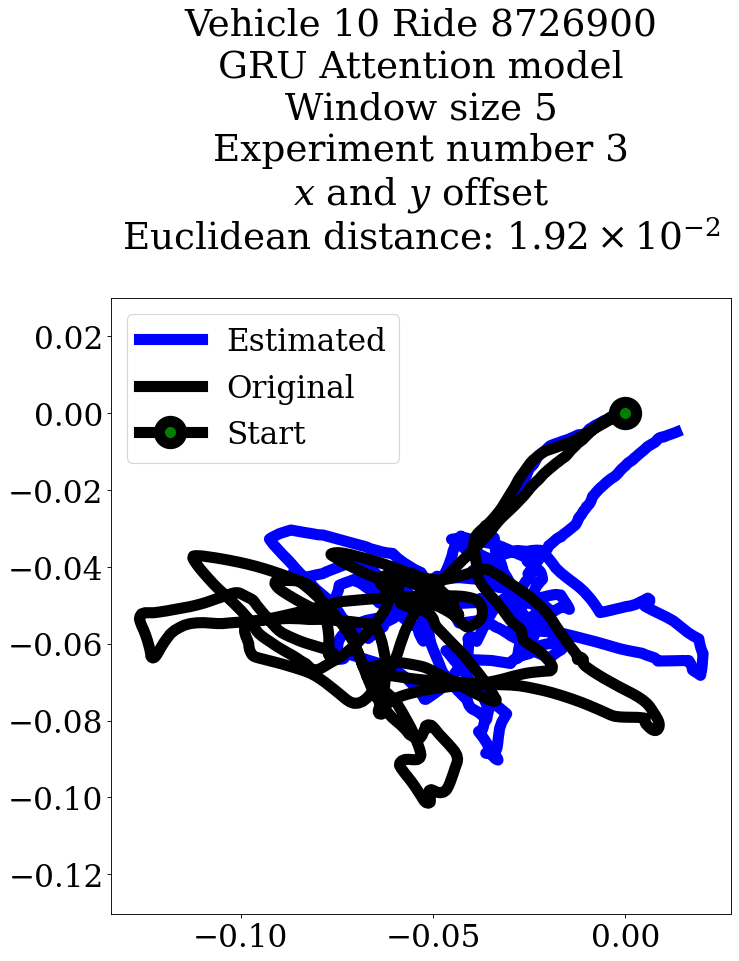 Vehicle 10 Ride 8726900
GRU Attention model
Window size 5
Experiment number 3
x and y offset
Euclidean distance: 1.92 × 10⁻²
Estimated
Original
Start
0.02
0.00
−0.02
−0.04
−0.06
−0.08
−0.10
−0.12
−0.10
−0.05
0.00